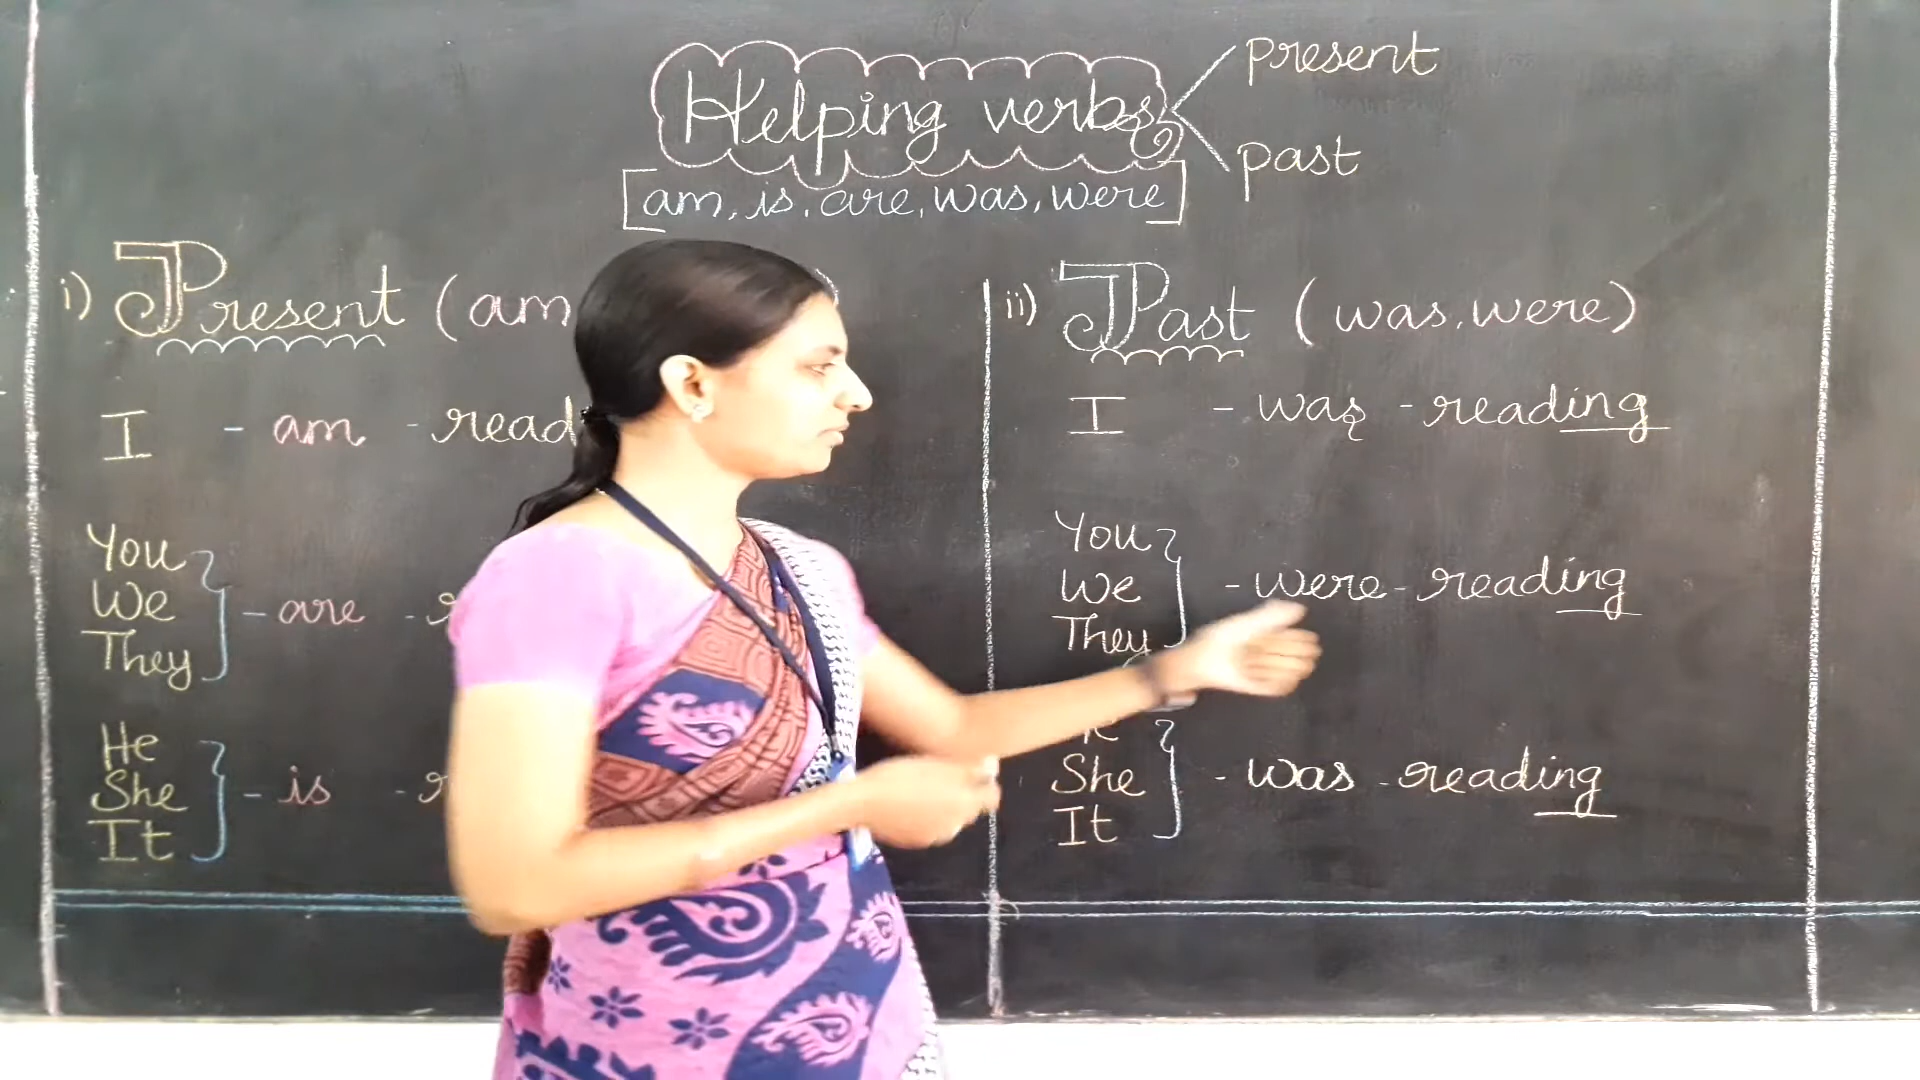 Helping verbs
present
past
[am, is, are, was, were]
i) Present (am
I - am - read
You
We
They
- are -
He
She
It
- is -
ii) Past (was, were)
I - was - reading
You
We
They
- were - reading
She
It
- was - reading